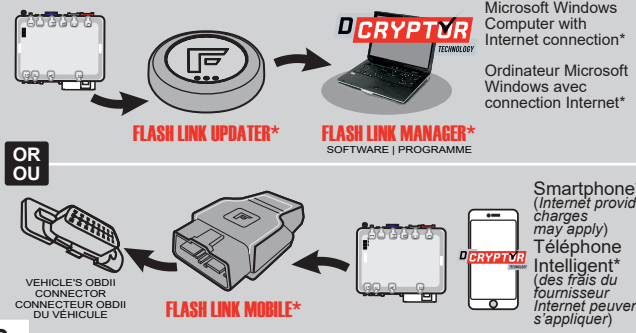 DCRYPTOR
TECHNOLOGY
Microsoft Windows
Computer with
Internet connection*
Ordinateur Microsoft
Windows avec
connection Internet*
F
FLASH LINK UPDATER*
FLASH LINK MANAGER*
SOFTWARE | PROGRAMME
OR
OU
VEHICLE'S OBDII
CONNECTOR
CONNECTEUR OBDII
DU VÉHICULE
F
FLASH LINK MOBILE*
DCRYPTOR
TECHNOLOGY
Smartphone
(Internet provid
charges
may apply)
Téléphone
Intelligent*
(des frais du
fournisseur
Internet peuven
s'appliquer)